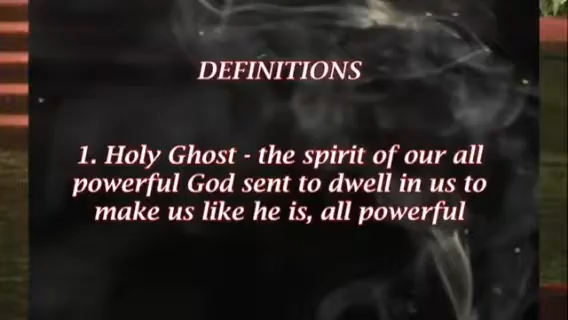 DEFINITIONS
1. Holy Ghost - the spirit of our all
powerful God sent to dwell in us to
make us like he is, all powerful